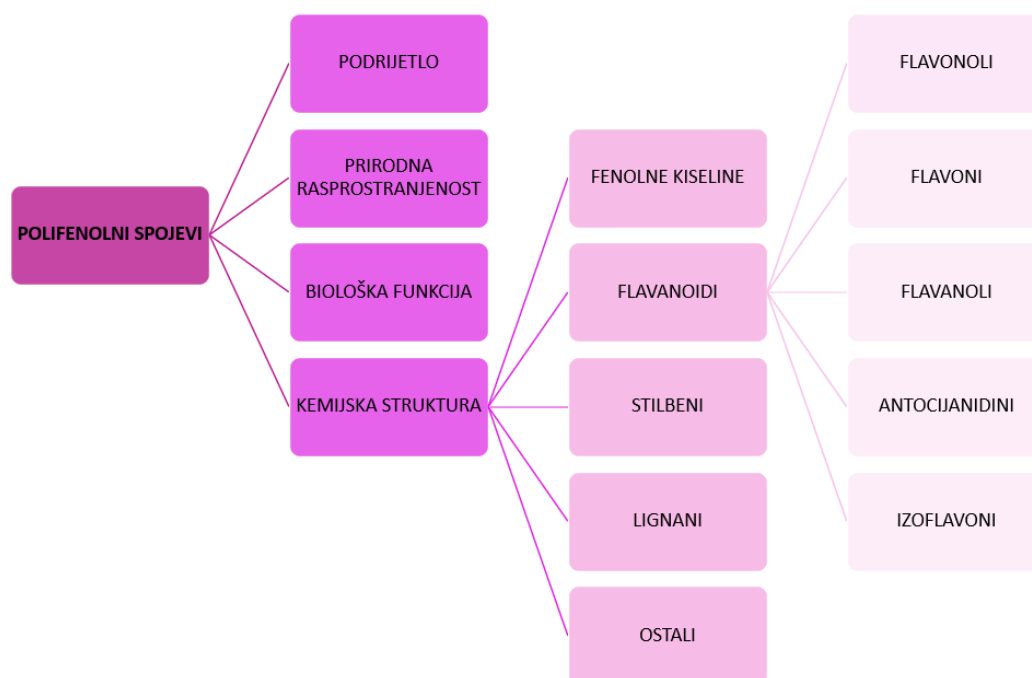 POLIFENOLNI SPOJEVI
PODRIJETLO
PRIRODNA
RASPROSTRANJENOST
BIOLOŠKA FUNKCIJA
KEMIJSKA STRUKTURA
FENOLNE KISELINE
FLAVANOIDI
STILBENI
LIGNANI
OSTALI
FLAVONOLI
FLAVONI
FLAVANOLI
ANTOCIJANIDINI
IZOFLAVONI